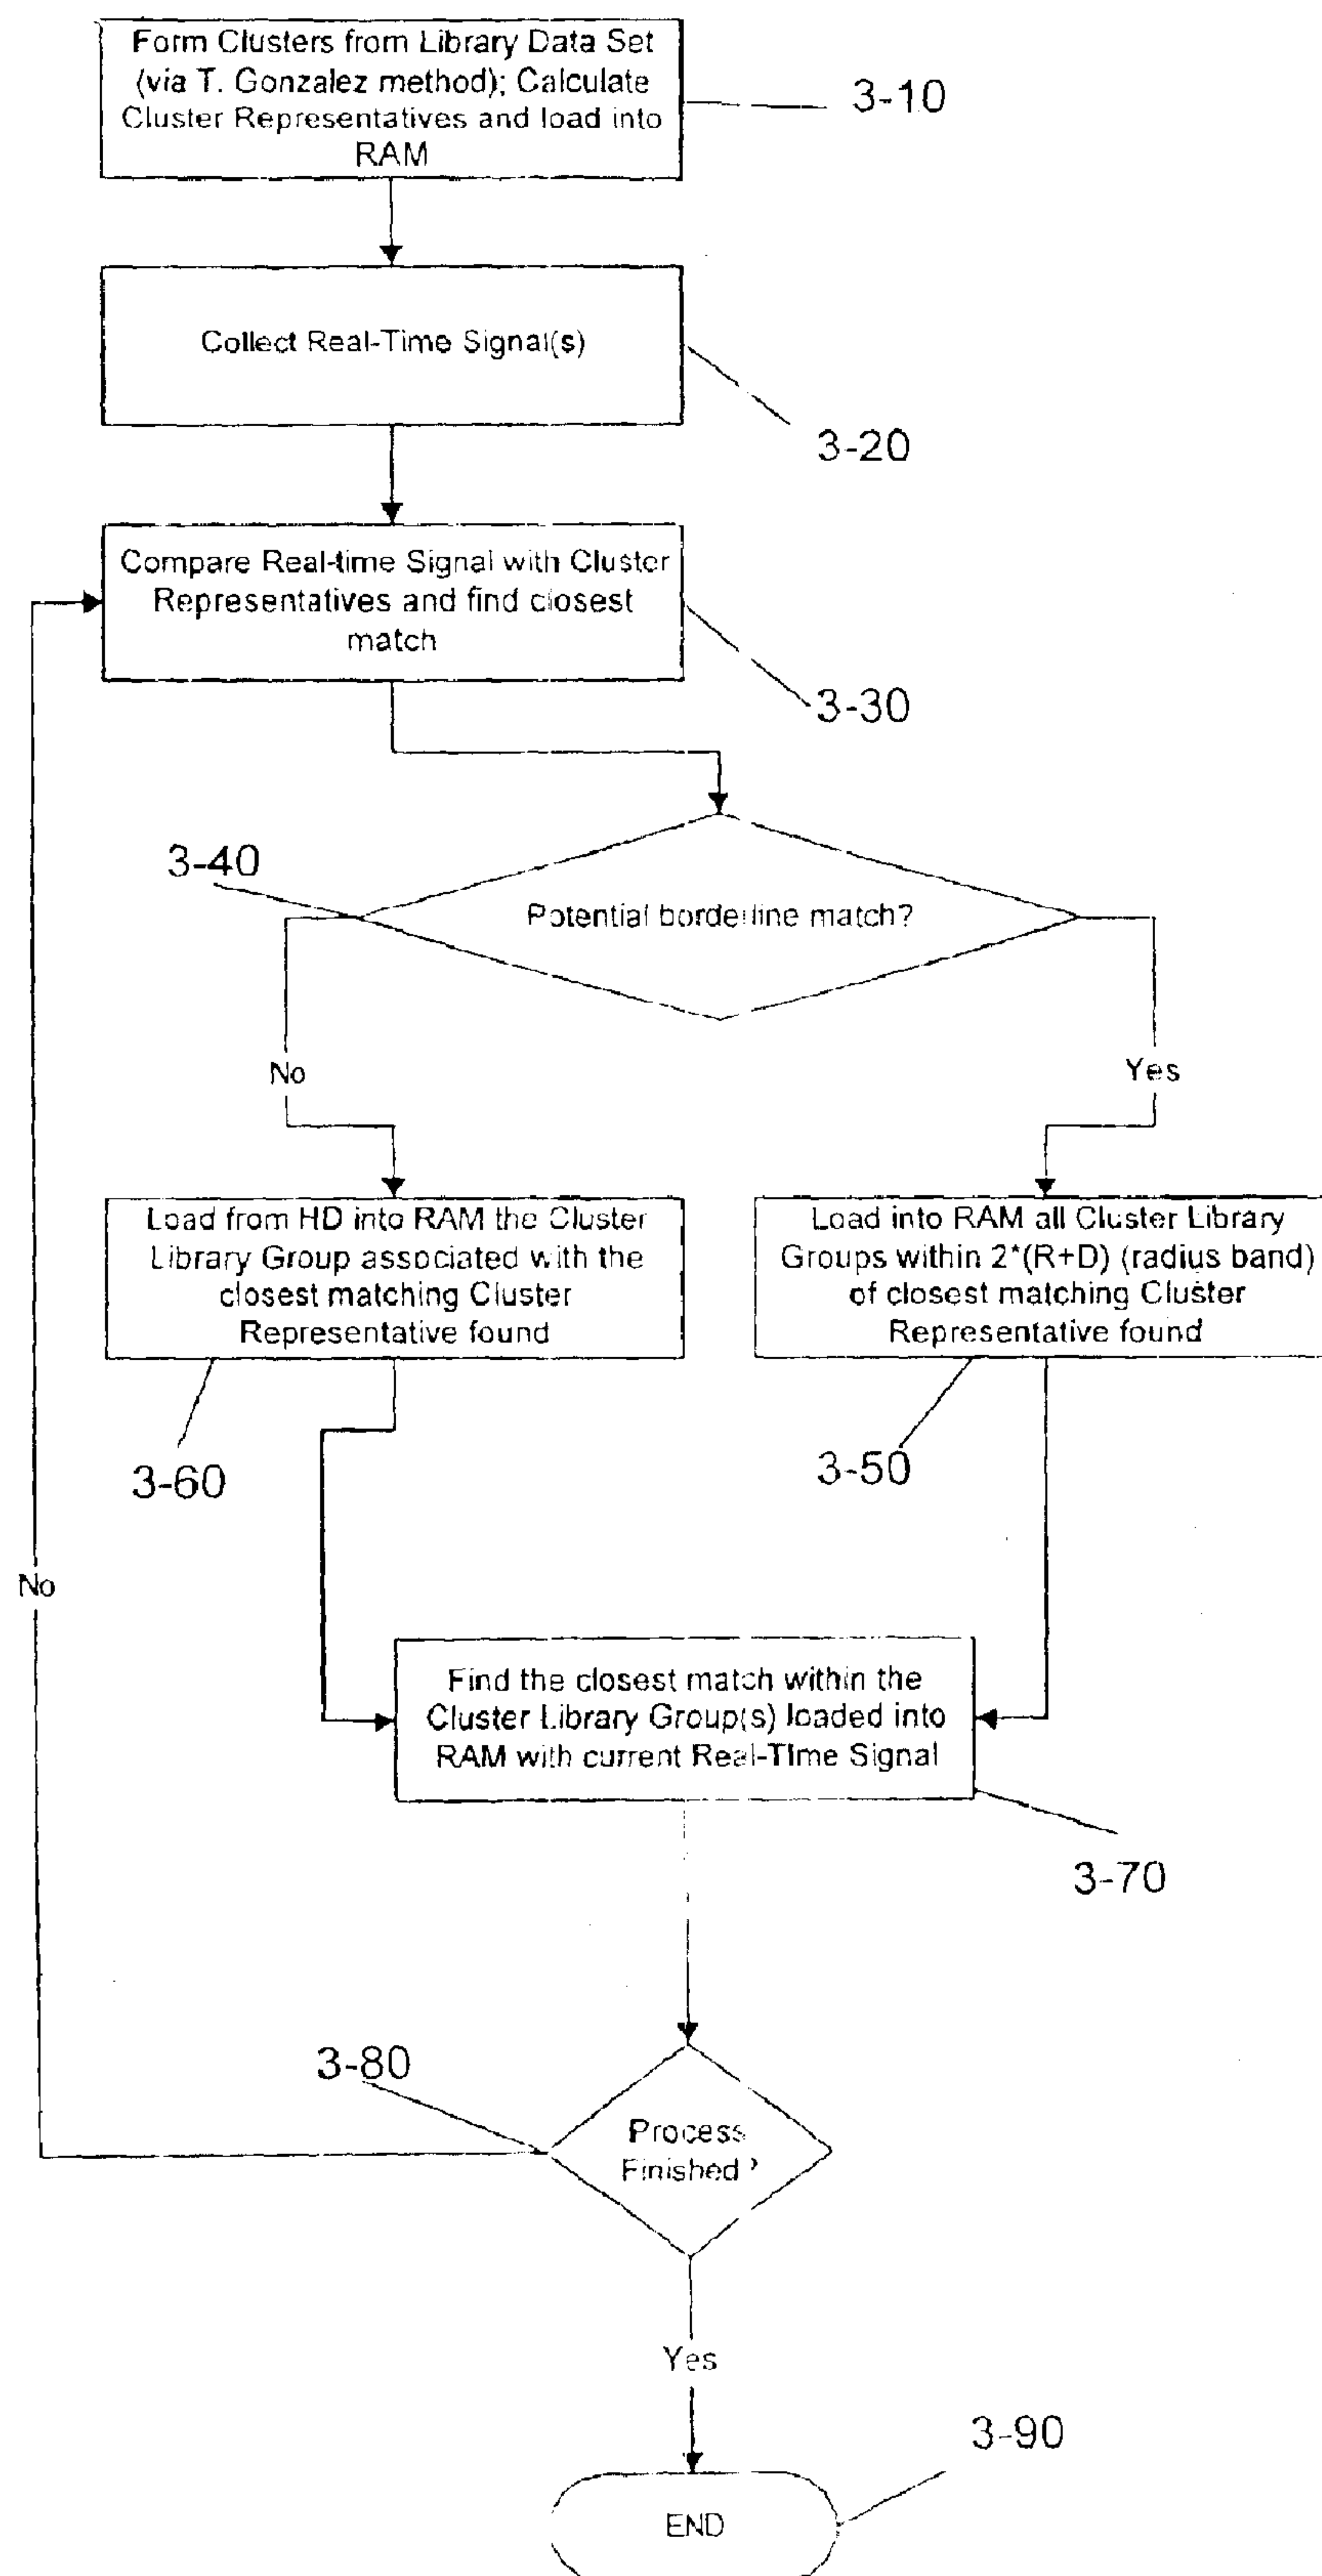 Form Clusters from Library Data Set
(via T. Gonzalez method); Calculate
Cluster Representatives and load into
RAM
3-10
Collect Real-Time Signal(s)
3-20
Compare Real-time Signal with Cluster
Representatives and find closest
match
3-30
3-40
Potential borderline match?
No
Yes
Load from HD into RAM the Cluster
Library Group associated with the
closest matching Cluster
Representative found
Load into RAM all Cluster Library
Groups within 2*(R+D) (radius band)
of closest matching Cluster
Representative found
3-60
3-50
No
Find the closest match within the
Cluster Library Group(s) loaded into
RAM with current Real-TIme Signal
3-70
3-80
Process
Finished?
Yes
3-90
END